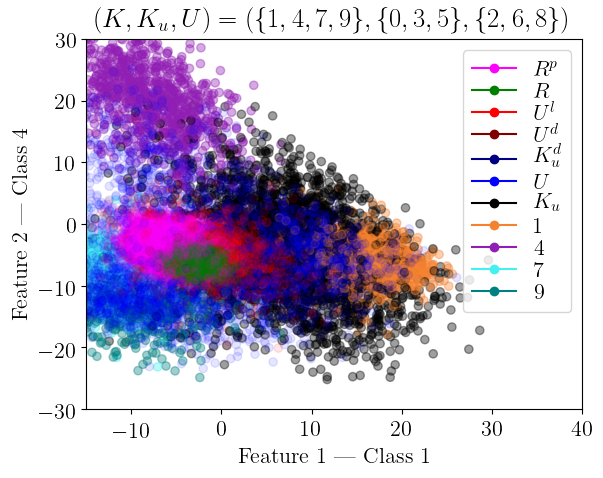 (K, K_u, U) = ({1, 4, 7, 9}, {0, 3, 5}, {2, 6, 8})
30
20
10
0
−10
−20
−30
Feature 2 — Class 4
R^p
R
U^l
U^d
K_u^d
U
K_u
1
4
7
9
−10
0
10
20
30
40
Feature 1 — Class 1